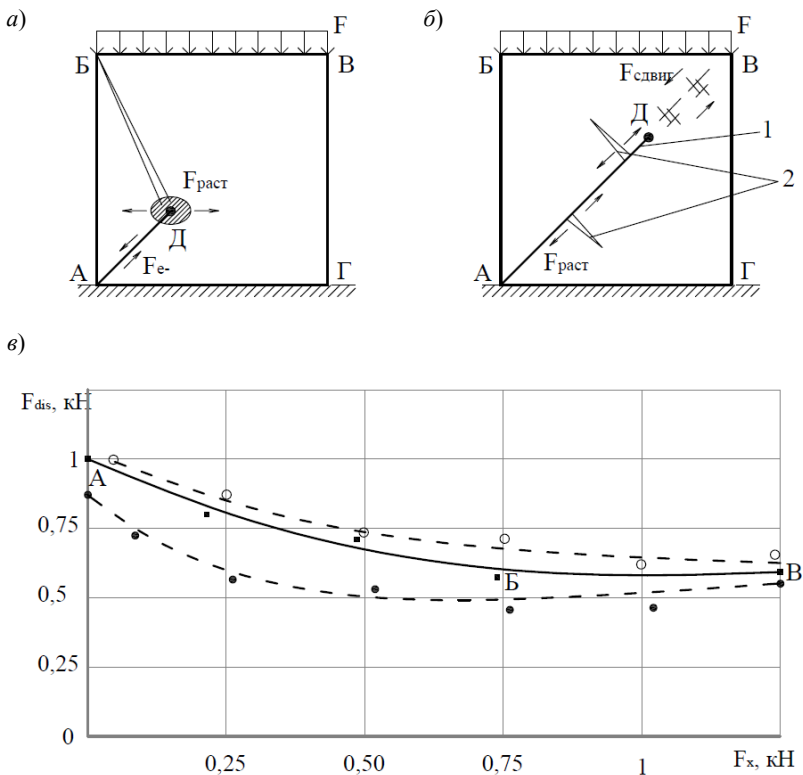 а) б)
F F
Б В Б В
Fсдвиг
Д 1
Fраст 2
Д
Fе-
Fраст
А Г А Г
в)
Fdis, кН
1
А
0,75
Б В
0,5
0,25
0
0,25 0,50 0,75 1 Fх, кН